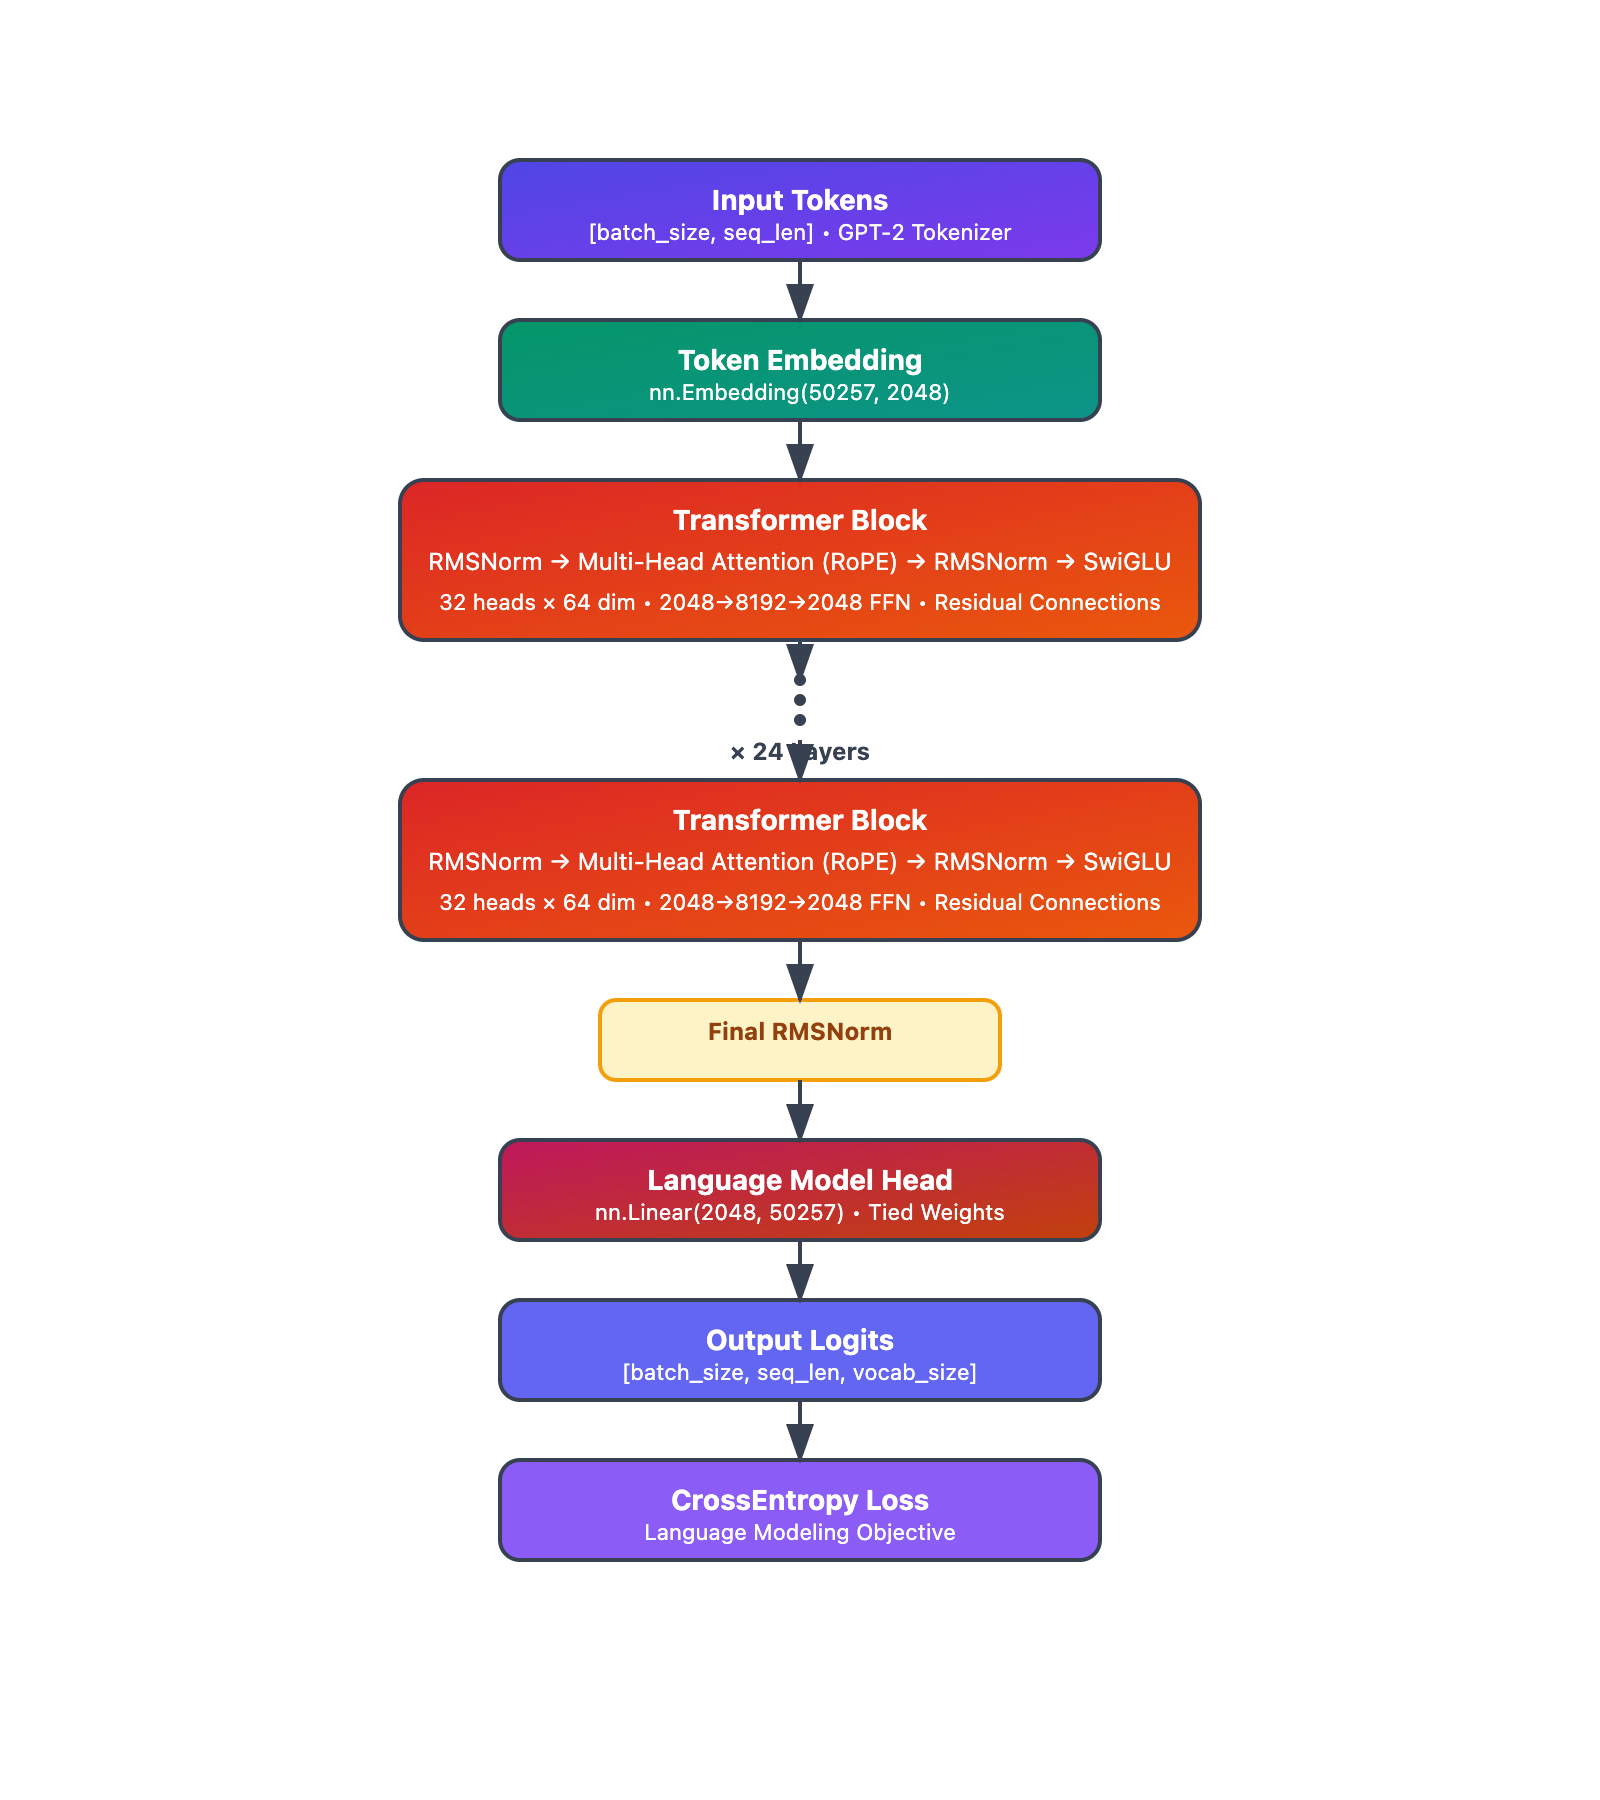 Input Tokens
[batch_size, seq_len] • GPT-2 Tokenizer
Token Embedding
nn.Embedding(50257, 2048)
Transformer Block
RMSNorm → Multi-Head Attention (RoPE) → RMSNorm → SwiGLU
32 heads × 64 dim • 2048→8192→2048 FFN • Residual Connections
× 24 Layers
Transformer Block
RMSNorm → Multi-Head Attention (RoPE) → RMSNorm → SwiGLU
32 heads × 64 dim • 2048→8192→2048 FFN • Residual Connections
Final RMSNorm
Language Model Head
nn.Linear(2048, 50257) • Tied Weights
Output Logits
[batch_size, seq_len, vocab_size]
CrossEntropy Loss
Language Modeling Objective